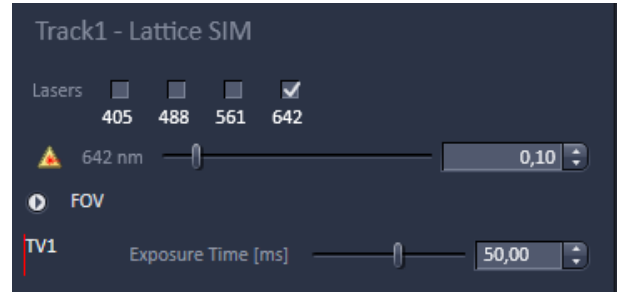 Track1 - Lattice SIM
Lasers
405 488 561 642
642 nm 0,10
FOV
TV1 Exposure Time [ms] 50,00